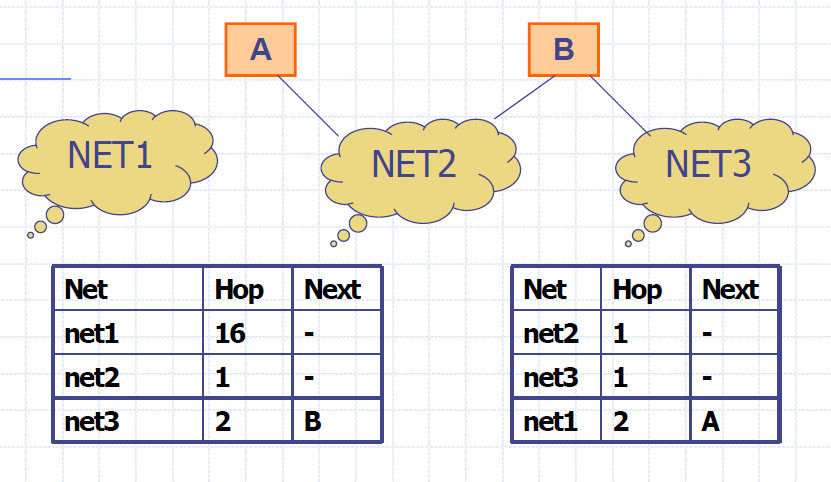 A
B
NET1
NET2
NET3
Net Hop Next
net1 16 -
net2 1 -
net3 2 B
Net Hop Next
net2 1 -
net3 1 -
net1 2 A